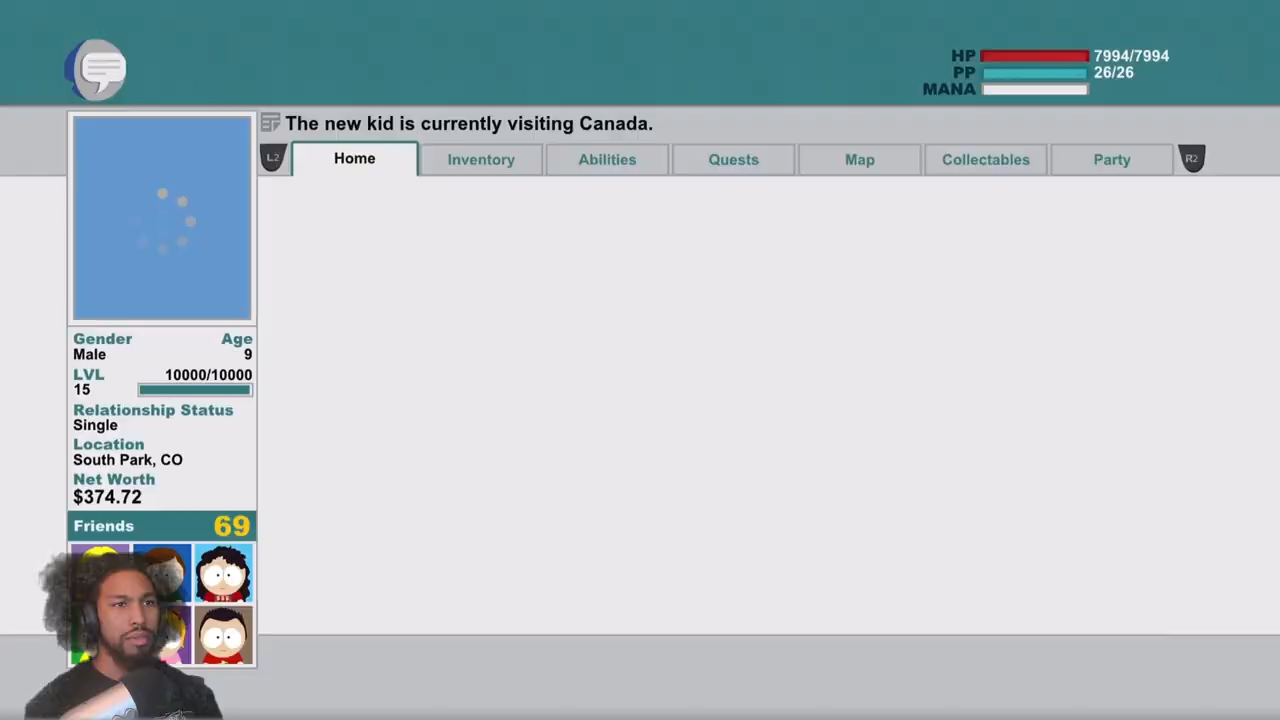 HP 7994/7994
PP 26/26
MANA
The new kid is currently visiting Canada.
L2 Home Inventory Abilities Quests Map Collectables Party R2
Gender Age
Male 9
LVL 10000/10000
15
Relationship Status
Single
Location
South Park, CO
Net Worth
$374.72
Friends 69